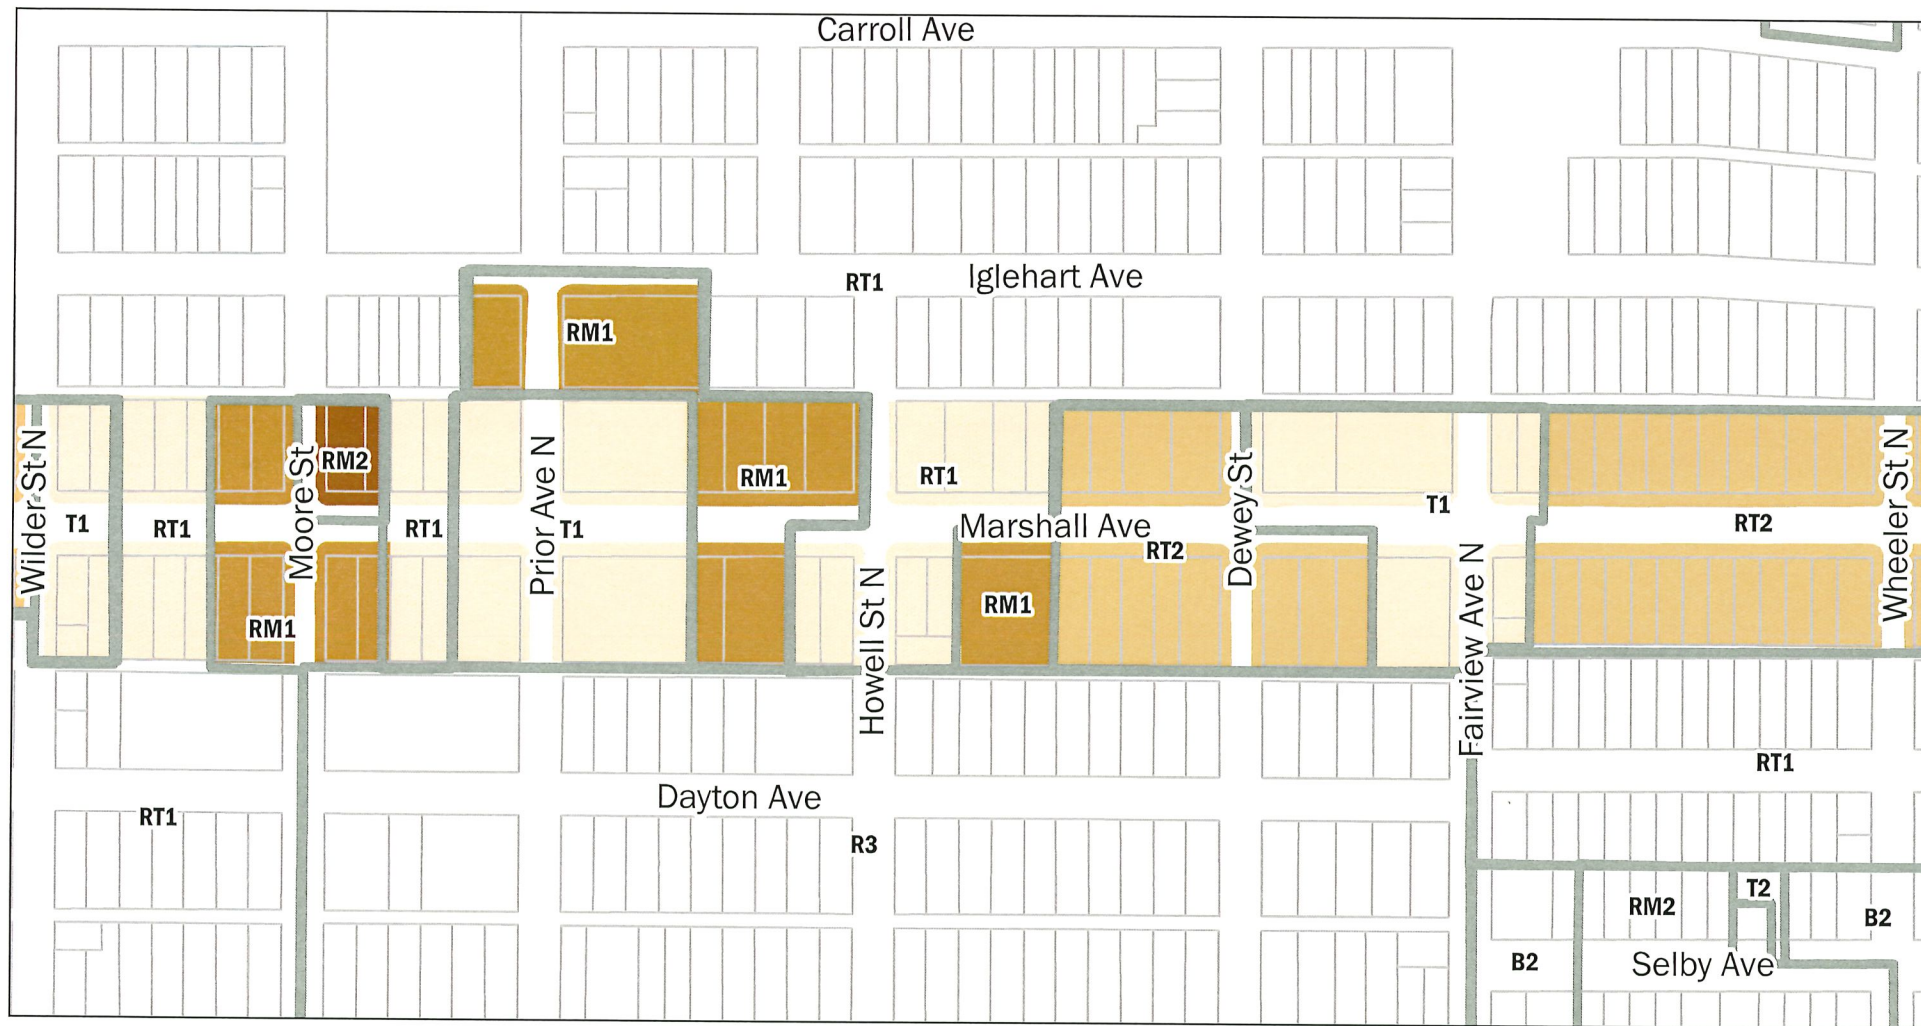 Carroll Ave
RT1
Iglehart Ave
RM1
Wilder St N
T1
RT1
Moore St
RM2
RM1
RT1
Prior Ave N
T1
RM1
RT1
Howell St N
Marshall Ave
RM1
RT2
Dewey St
T1
Fairview Ave N
RT2
Wheeler St N
RT1
Dayton Ave
R3
RT1
RM2
T2
B2
B2
Selby Ave